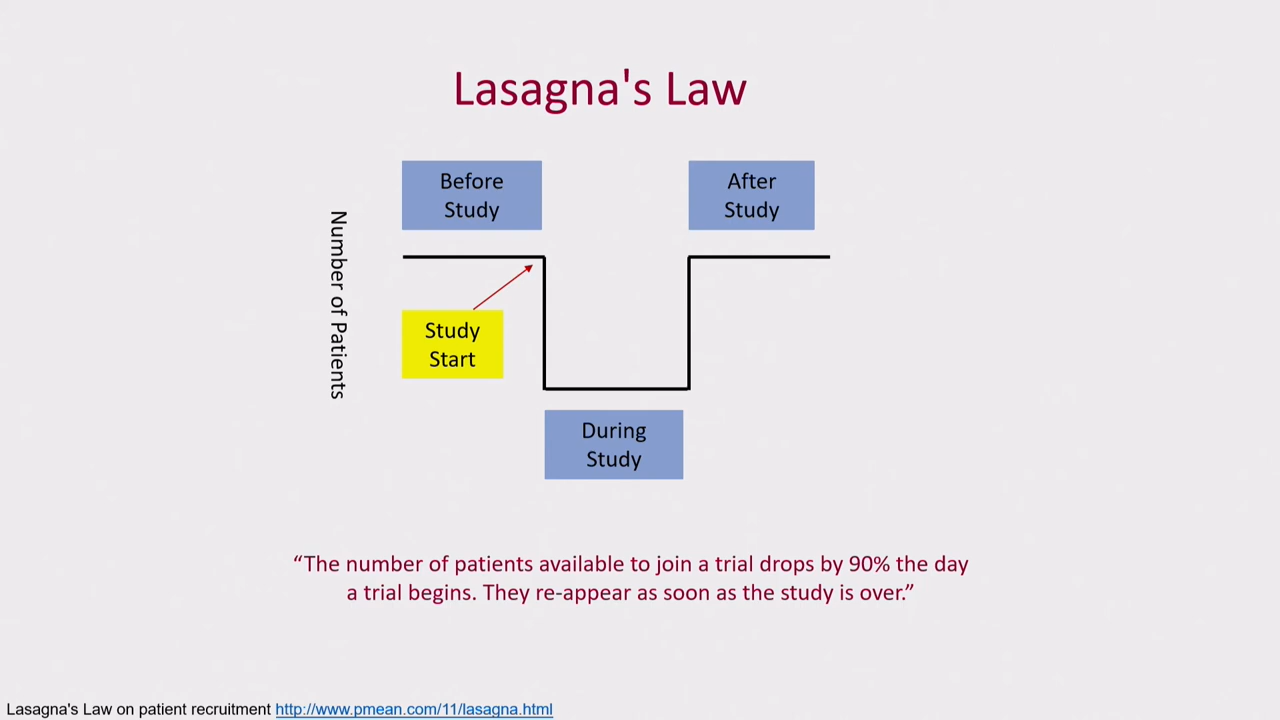 Lasagna's Law
Before
Study
After
Study
Number of Patients
Study
Start
During
Study
“The number of patients available to join a trial drops by 90% the day
a trial begins. They re-appear as soon as the study is over.”
Lasagna's Law on patient recruitment http://www.pmean.com/11/lasagna.html